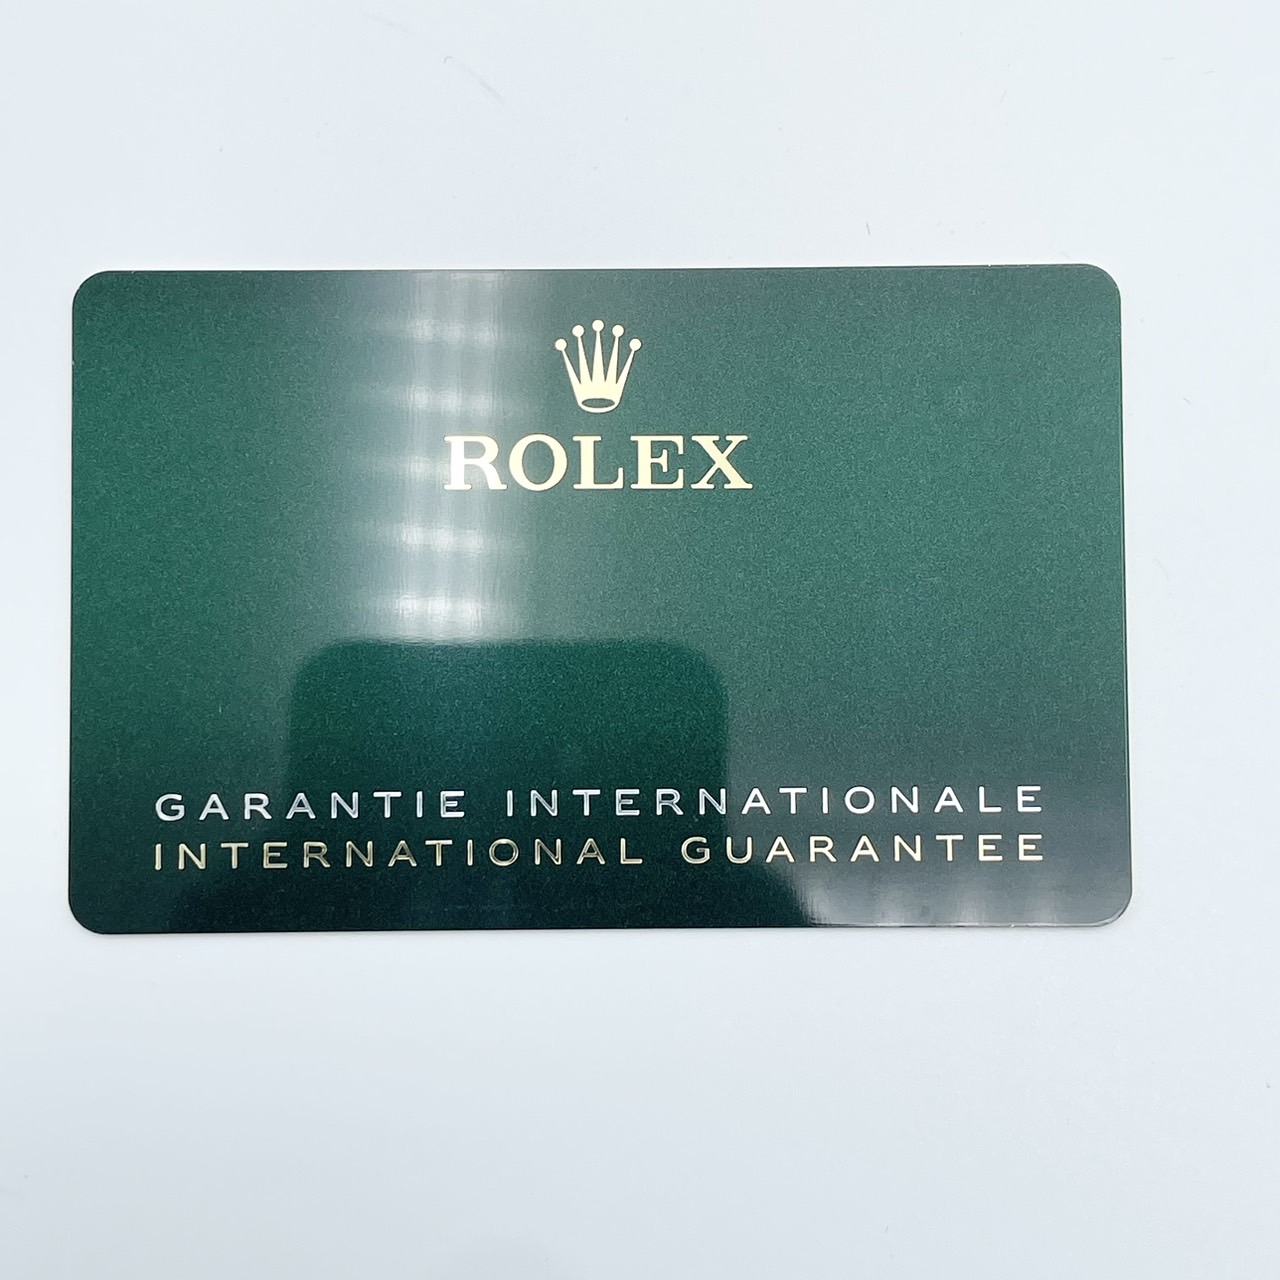 ROLEX
GARANTIE INTERNATIONALE
INTERNATIONAL GUARANTEE